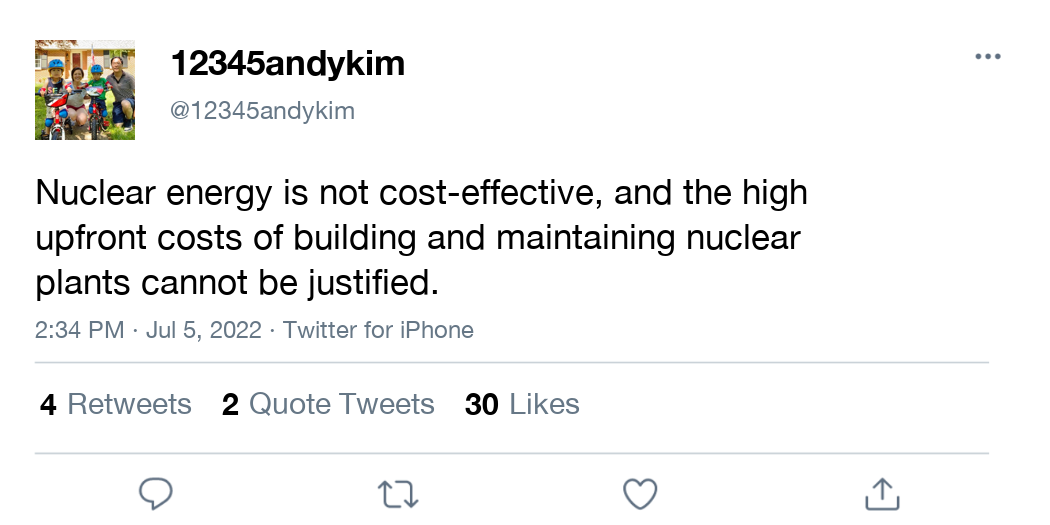 12345andykim
@12345andykim
Nuclear energy is not cost-effective, and the high
upfront costs of building and maintaining nuclear
plants cannot be justified.
2:34 PM · Jul 5, 2022 · Twitter for iPhone
4 Retweets 2 Quote Tweets 30 Likes